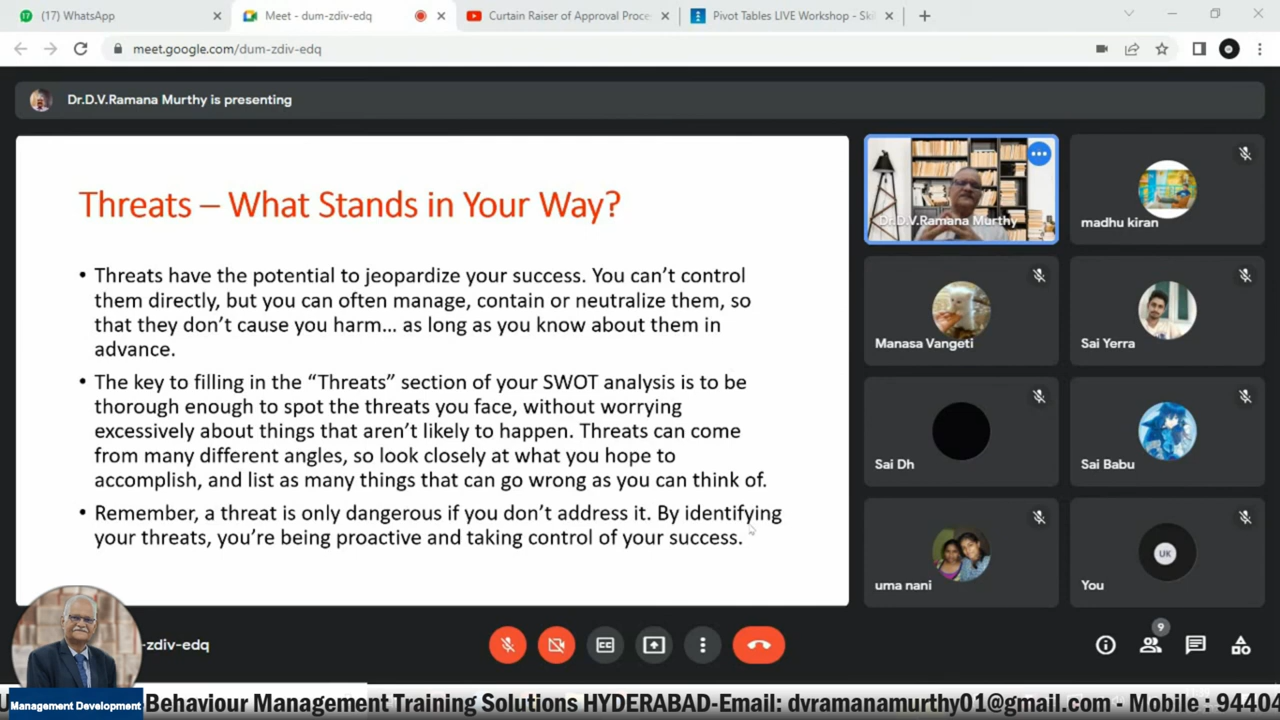 (17) WhatsApp
Meet - dum-zdiv-edq
Curtain Raiser of Approval Proce
Pivot Tables LIVE Workshop - Ski
meet.google.com/dum-zdiv-edq
Dr.D.V.Ramana Murthy is presenting
Threats – What Stands in Your Way?
• Threats have the potential to jeopardize your success. You can’t control
them directly, but you can often manage, contain or neutralize them, so
that they don’t cause you harm... as long as you know about them in
advance.
• The key to filling in the “Threats” section of your SWOT analysis is to be
thorough enough to spot the threats you face, without worrying
excessively about things that aren’t likely to happen. Threats can come
from many different angles, so look closely at what you hope to
accomplish, and list as many things that can go wrong as you can think of.
• Remember, a threat is only dangerous if you don’t address it. By identifying
your threats, you’re being proactive and taking control of your success.
Dr.D.V.Ramana Murthy
madhu kiran
Manasa Vangeti
Sai Yerra
Sai Dh
Sai Babu
uma nani
UK
You
-zdiv-edq
9
Management Development
Behaviour Management Training Solutions HYDERABAD-Email: dvramanamurthy01@gmail.com - Mobile : 94404